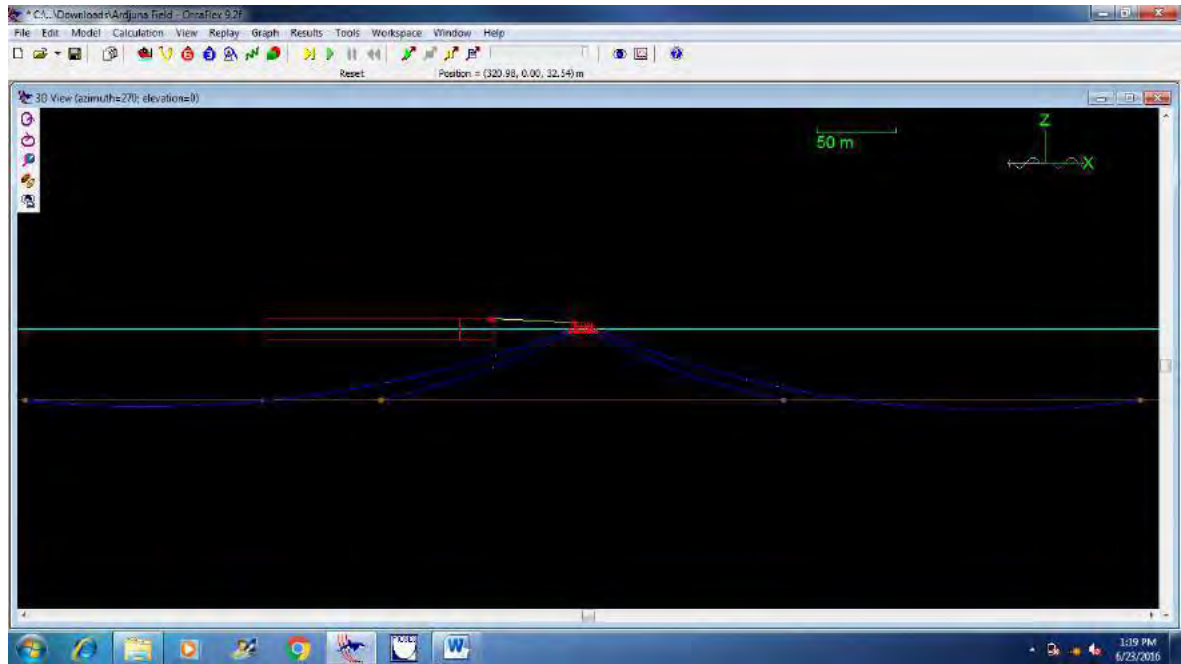 * C:\...\Downloads\Ardjuna Field - OrcaFlex 9.2f
File Edit Model Calculation View Replay Graph Results Tools Workspace Window Help
Reset Position = (320.98, 0.00, 32.54) m
3D View (azimuth=270; elevation=0)
Z
50 m
X
W
1:19 PM
6/23/2016